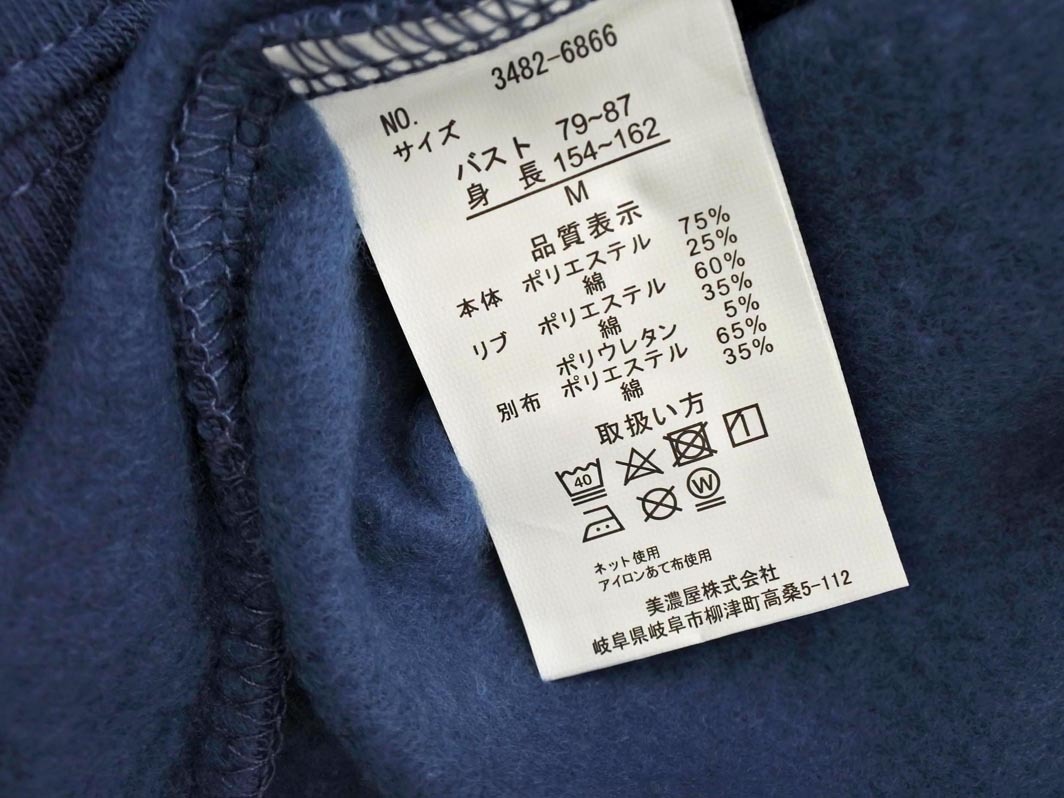 NO. 3482-6866
サイズ
バスト 79~87
身 長 154~162
M
品質表示
本体 ポリエステル 75%
綿 25%
リブ ポリエステル 60%
綿 35%
ポリウレタン 5%
別布 ポリエステル 65%
綿 35%
取扱い方
40
W
ネット使用
アイロンあて布使用
美濃屋株式会社
岐阜県岐阜市柳津町高桑5-112